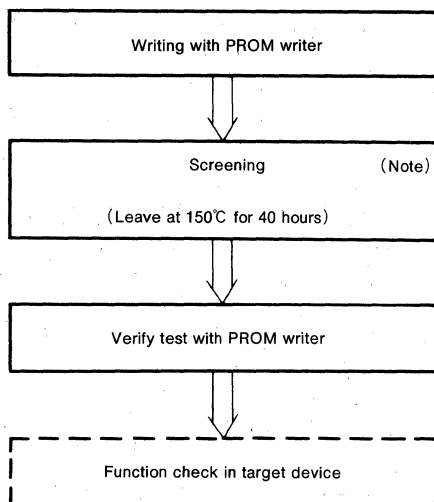 Writing with PROM writer
Screening (Note)
(Leave at 150℃ for 40 hours)
Verify test with PROM writer
Function check in target device